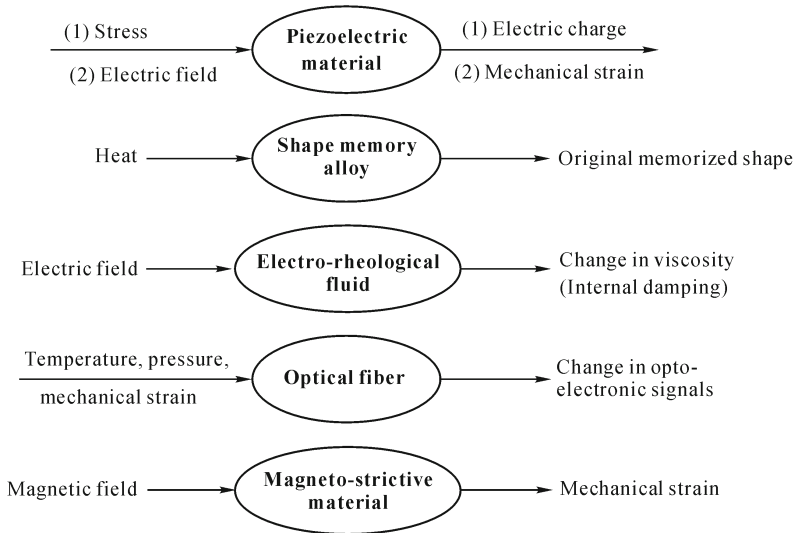 (1) Stress
(2) Electric field
Piezoelectric
material
(1) Electric charge
(2) Mechanical strain
Heat
Shape memory
alloy
Original memorized shape
Electric field
Electro-rheological
fluid
Change in viscosity
(Internal damping)
Temperature, pressure,
mechanical strain
Optical fiber
Change in opto-
electronic signals
Magnetic field
Magneto-strictive
material
Mechanical strain